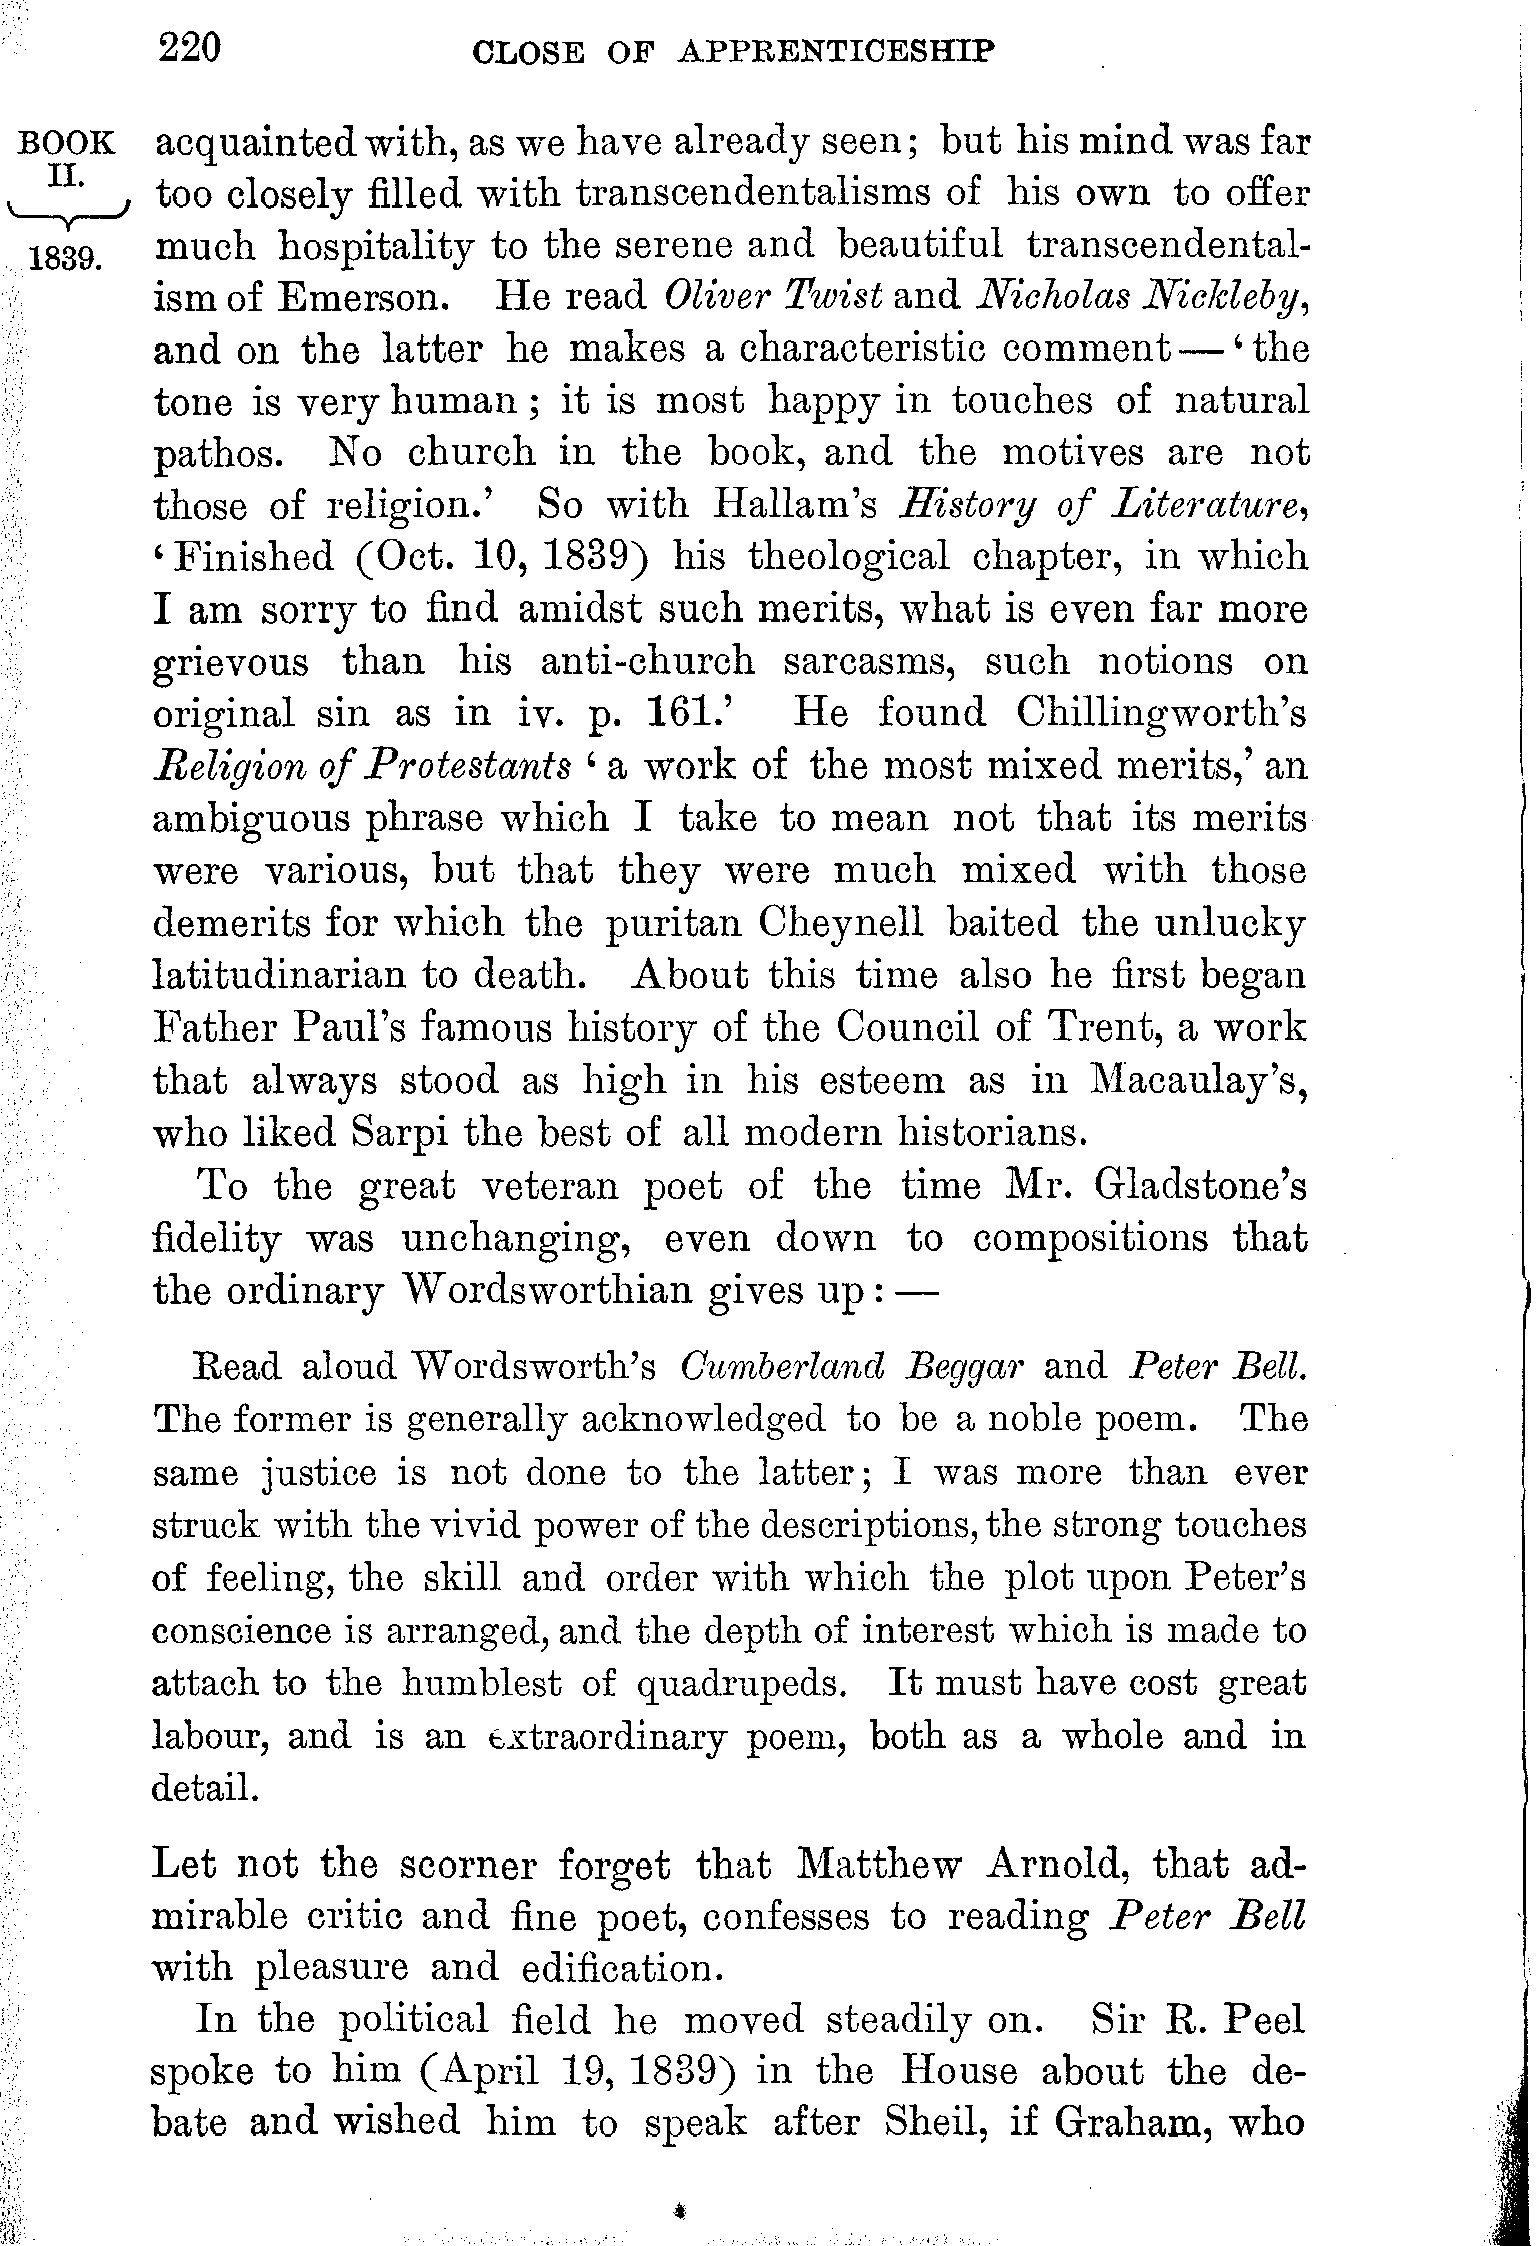 220 CLOSE OF APPRENTICESHIP
BOOK
II.
1839.
acquainted with, as we have already seen; but his mind was far
too closely filled with transcendentalisms of his own to offer
much hospitality to the serene and beautiful transcendental-
ism of Emerson. He read Oliver Twist and Nicholas Nickleby,
and on the latter he makes a characteristic comment — ‘the
tone is very human; it is most happy in touches of natural
pathos. No church in the book, and the motives are not
those of religion.’ So with Hallam’s History of Literature,
‘Finished (Oct. 10, 1839) his theological chapter, in which
I am sorry to find amidst such merits, what is even far more
grievous than his anti-church sarcasms, such notions on
original sin as in iv. p. 161.’ He found Chillingworth’s
Religion of Protestants ‘a work of the most mixed merits,’ an
ambiguous phrase which I take to mean not that its merits
were various, but that they were much mixed with those
demerits for which the puritan Cheynell baited the unlucky
latitudinarian to death. About this time also he first began
Father Paul’s famous history of the Council of Trent, a work
that always stood as high in his esteem as in Macaulay’s,
who liked Sarpi the best of all modern historians.
To the great veteran poet of the time Mr. Gladstone’s
fidelity was unchanging, even down to compositions that
the ordinary Wordsworthian gives up: —
Read aloud Wordsworth’s Cumberland Beggar and Peter Bell.
The former is generally acknowledged to be a noble poem. The
same justice is not done to the latter; I was more than ever
struck with the vivid power of the descriptions, the strong touches
of feeling, the skill and order with which the plot upon Peter’s
conscience is arranged, and the depth of interest which is made to
attach to the humblest of quadrupeds. It must have cost great
labour, and is an extraordinary poem, both as a whole and in
detail.
Let not the scorner forget that Matthew Arnold, that ad-
mirable critic and fine poet, confesses to reading Peter Bell
with pleasure and edification.
In the political field he moved steadily on. Sir R. Peel
spoke to him (April 19, 1839) in the House about the de-
bate and wished him to speak after Sheil, if Graham, who